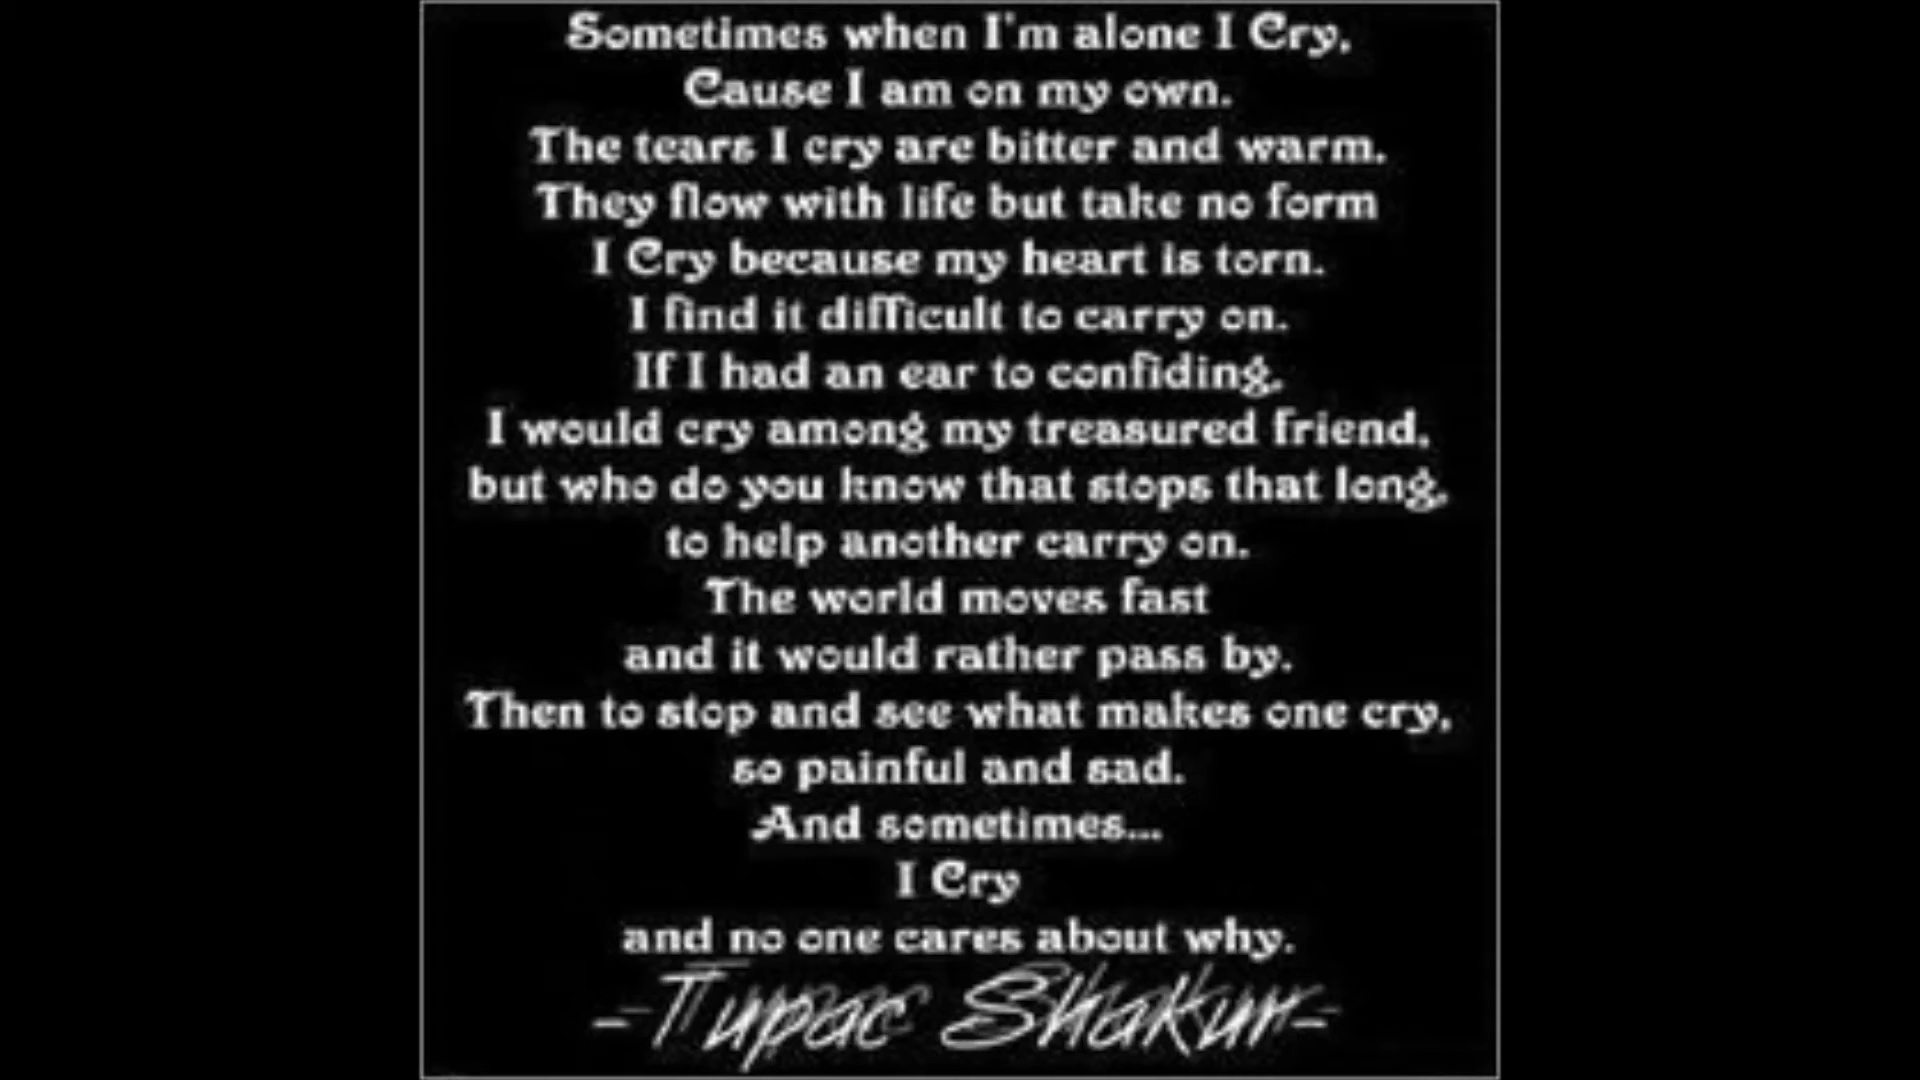 Sometimes when I'm alone I Cry,
Cause I am on my own.
The tears I cry are bitter and warm.
They flow with life but take no form
I Cry because my heart is torn.
I find it difficult to carry on.
If I had an ear to confiding,
I would cry among my treasured friend,
but who do you know that stops that long,
to help another carry on.
The world moves fast
and it would rather pass by.
Then to stop and see what makes one cry,
so painful and sad.
And sometimes...
I Cry
and no one cares about why.
-Tupac Shakur-